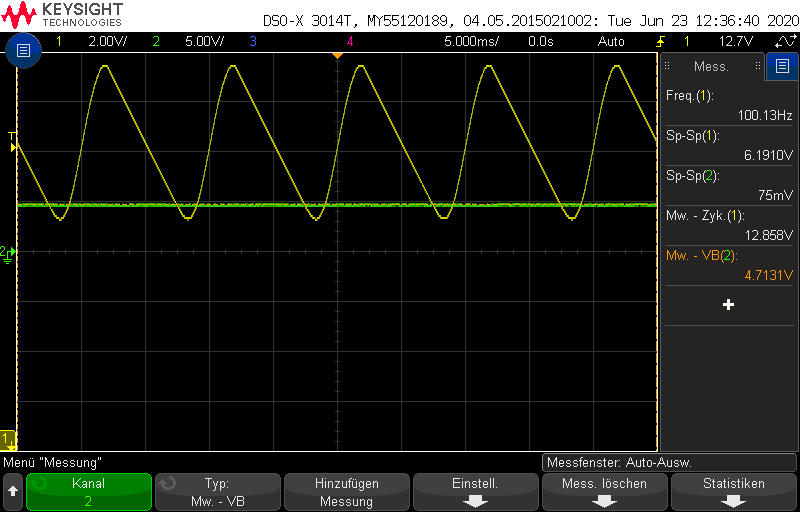 KEYSIGHT
TECHNOLOGIES
DSO-X 3014T, MY55120189, 04.05.2015021002: Tue Jun 23 12:36:40 2020
1 2.00V/ 2 5.00V/ 3 4 5.000ms/ 0.0s Auto 1 12.7V
Mess.
Freq.(1):
100.13Hz
Sp-Sp(1):
6.1910V
Sp-Sp(2):
75mV
Mw. - Zyk.(1):
12.858V
Mw. - VB(2):
4.7131V
+
T
2
1
Menü "Messung"
Messfenster: Auto-Ausw.
Kanal
2
Typ:
Mw. - VB
Hinzufügen
Messung
Einstell.
Mess. löschen
Statistiken